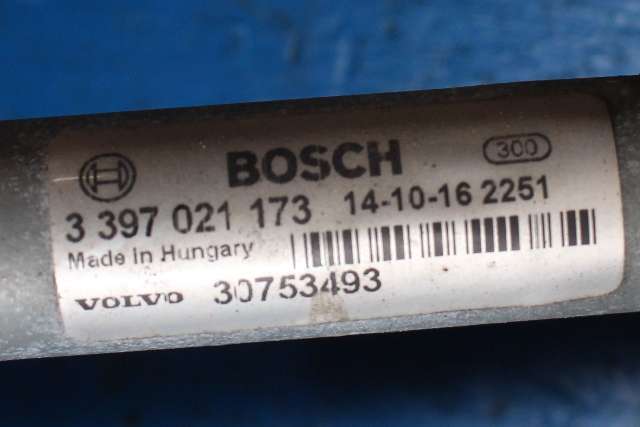 BOSCH 300
3 397 021 173 14-10-16 2251
Made in Hungary
VOLVO 30753493